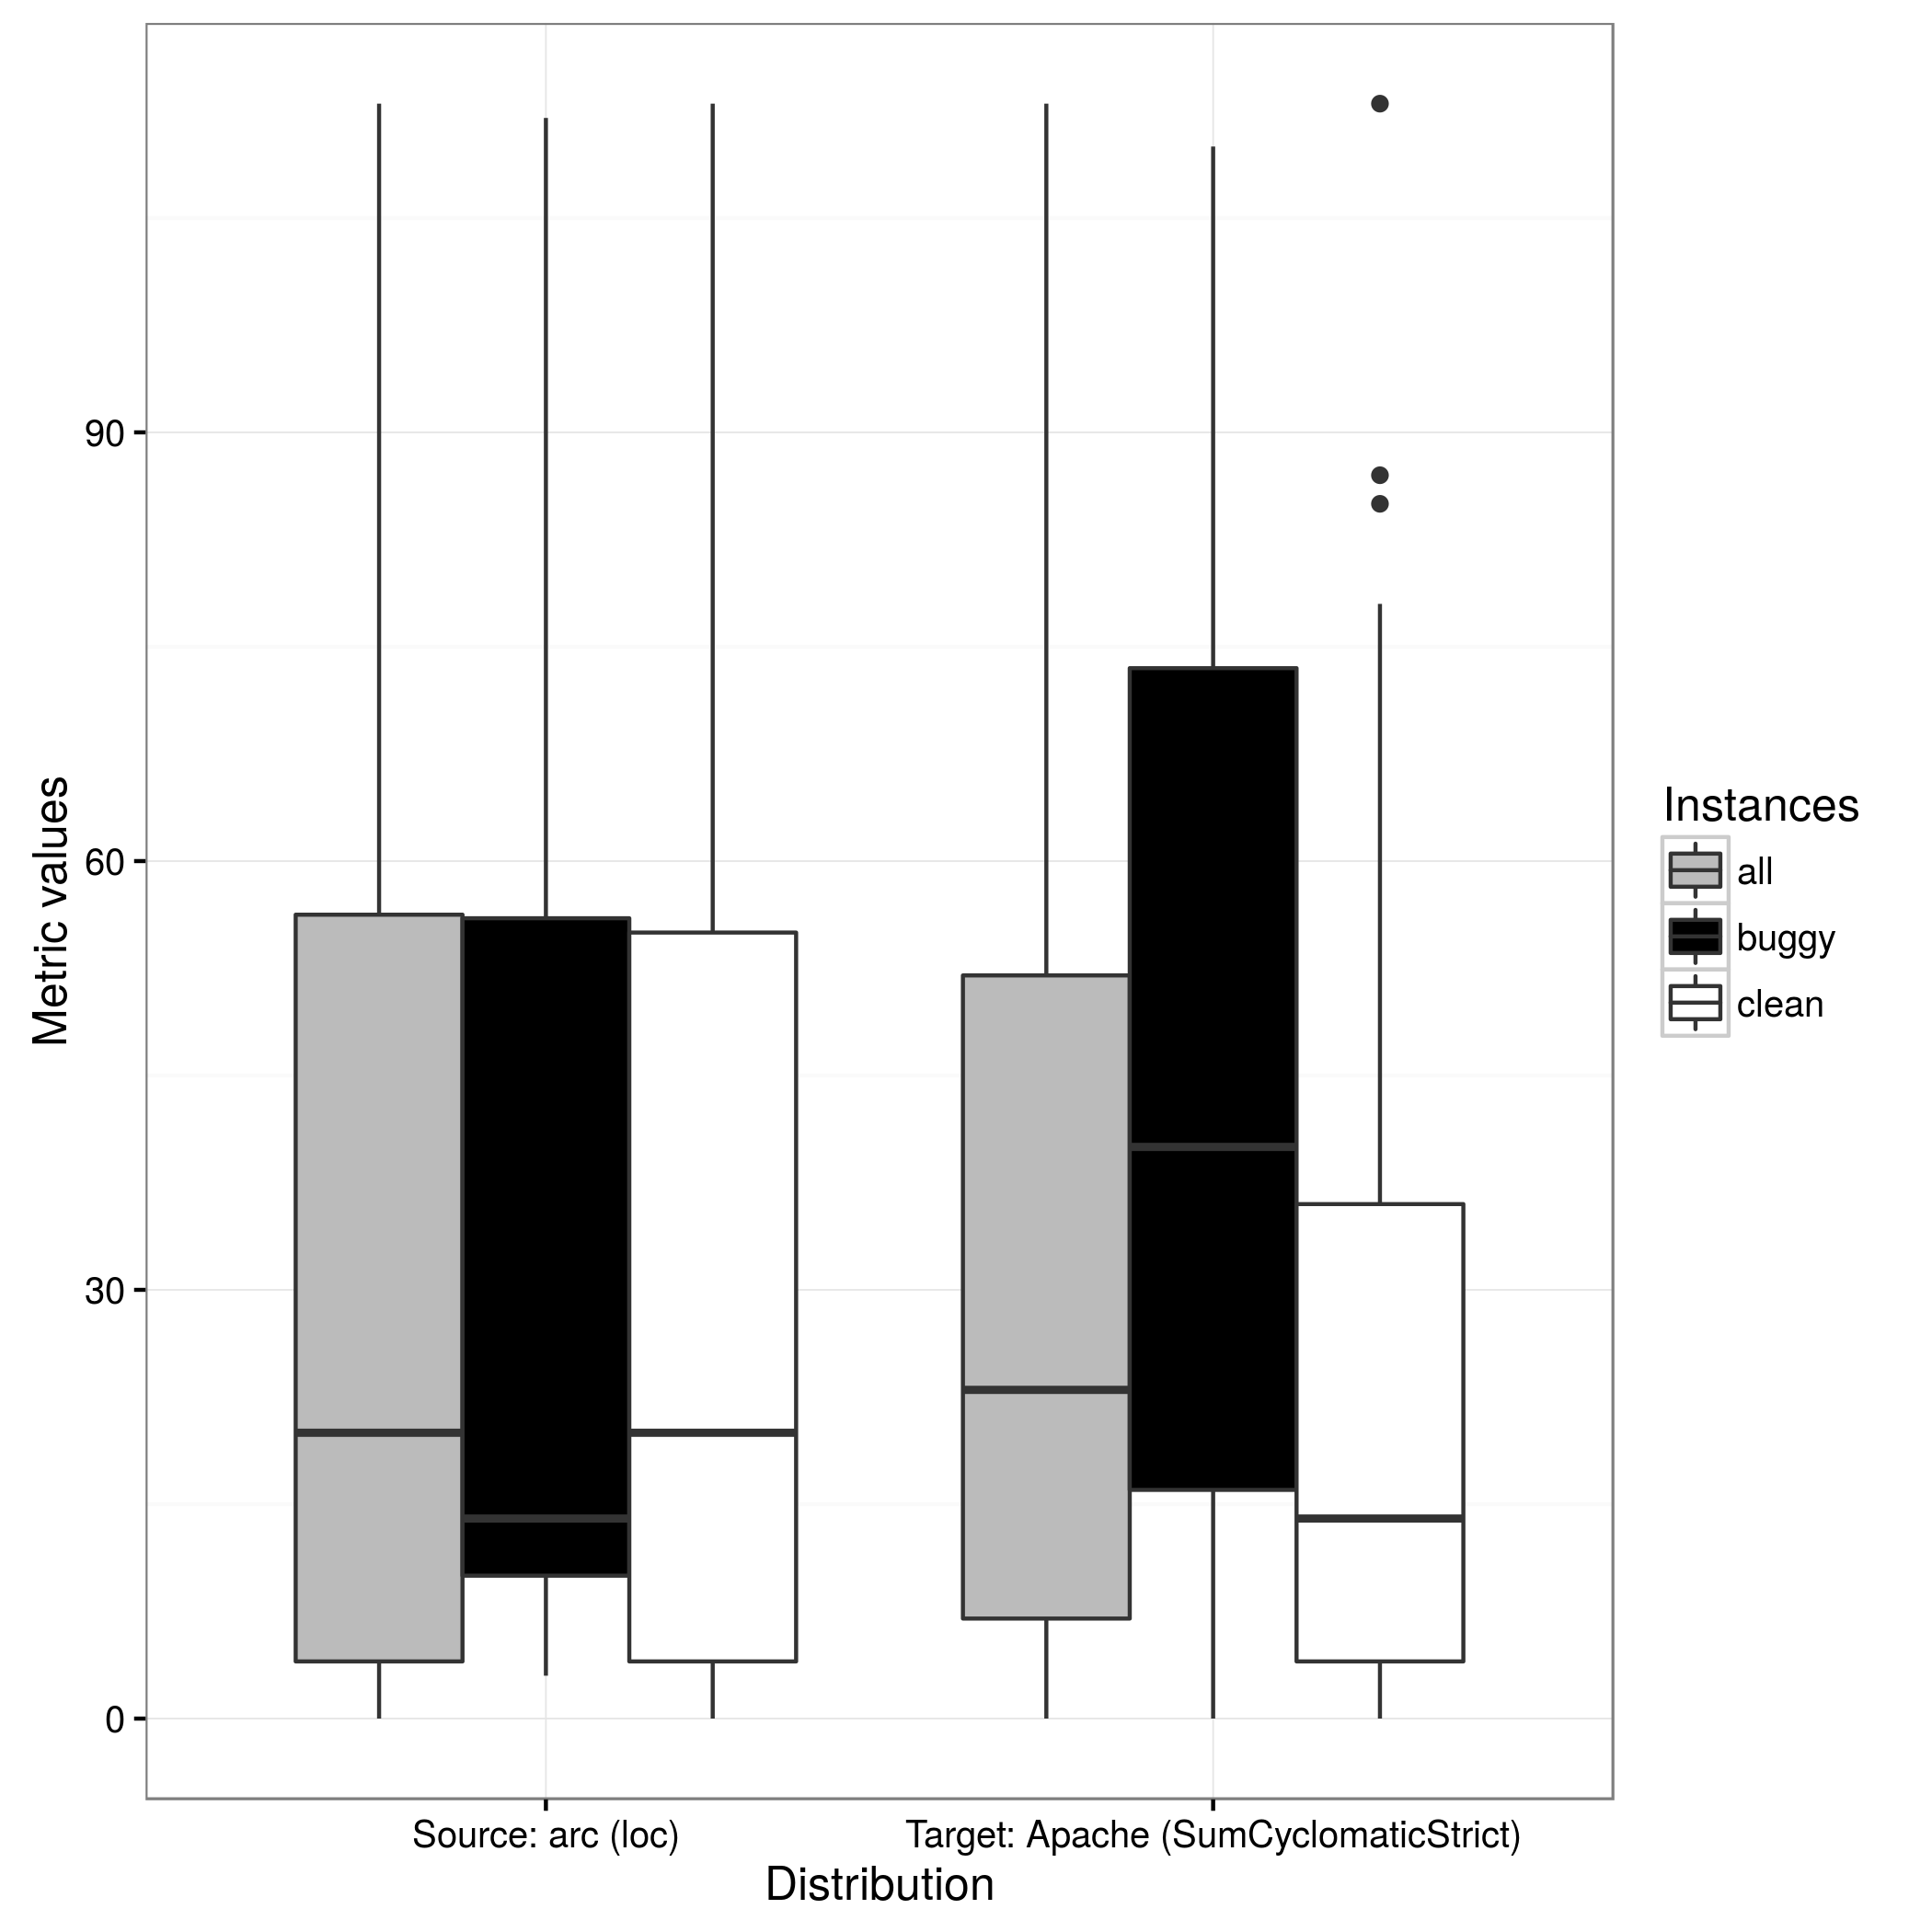 Metric values
90
60
30
0
Source: arc (loc)
Target: Apache (SumCyclomaticStrict)
Distribution
Instances
all
buggy
clean